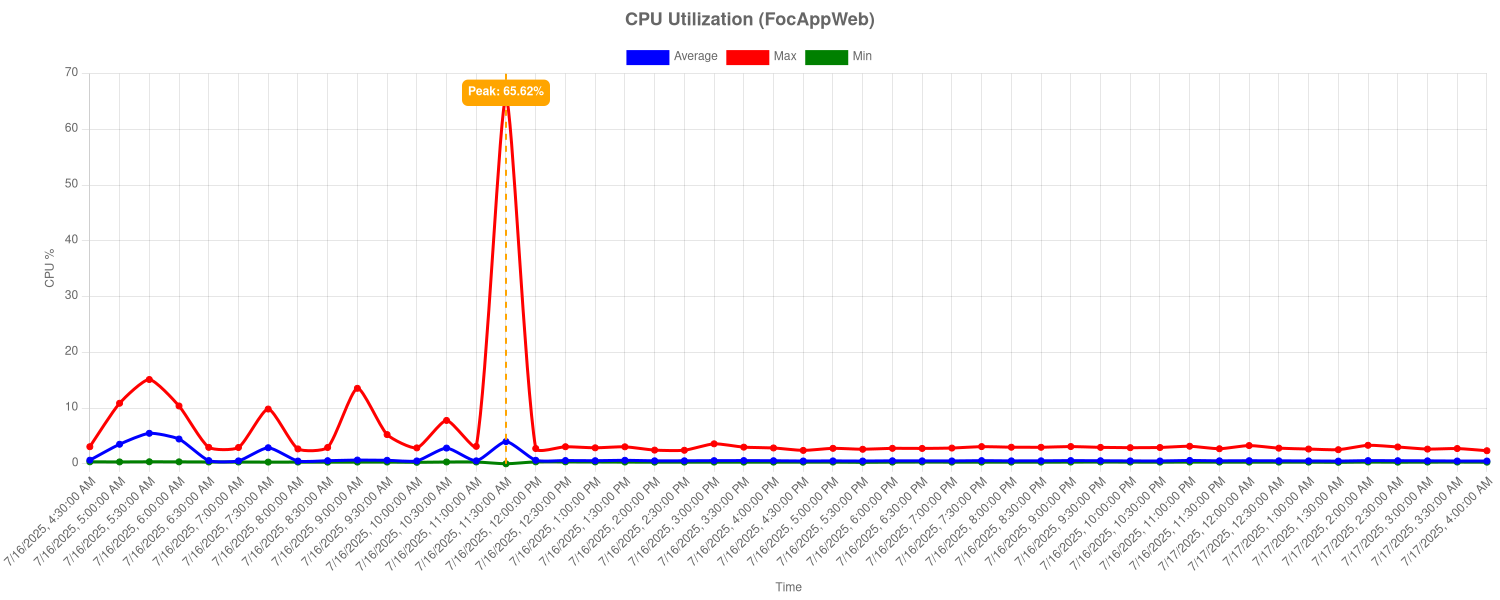 CPU Utilization (FocAppWeb)
Average Max Min
Peak: 65.62%
70
60
50
40
30
20
10
0
CPU %
7/16/2025, 4:30:00 AM
7/16/2025, 5:00:00 AM
7/16/2025, 5:30:00 AM
7/16/2025, 6:00:00 AM
7/16/2025, 6:30:00 AM
7/16/2025, 7:00:00 AM
7/16/2025, 7:30:00 AM
7/16/2025, 8:00:00 AM
7/16/2025, 8:30:00 AM
7/16/2025, 9:00:00 AM
7/16/2025, 9:30:00 AM
7/16/2025, 10:00:00 AM
7/16/2025, 10:30:00 AM
7/16/2025, 11:00:00 AM
7/16/2025, 11:30:00 AM
7/16/2025, 12:00:00 PM
7/16/2025, 12:30:00 PM
7/16/2025, 1:00:00 PM
7/16/2025, 1:30:00 PM
7/16/2025, 2:00:00 PM
7/16/2025, 2:30:00 PM
7/16/2025, 3:00:00 PM
7/16/2025, 3:30:00 PM
7/16/2025, 4:00:00 PM
7/16/2025, 4:30:00 PM
7/16/2025, 5:00:00 PM
7/16/2025, 5:30:00 PM
7/16/2025, 6:00:00 PM
7/16/2025, 6:30:00 PM
7/16/2025, 7:00:00 PM
7/16/2025, 7:30:00 PM
7/16/2025, 8:00:00 PM
7/16/2025, 8:30:00 PM
7/16/2025, 9:00:00 PM
7/16/2025, 9:30:00 PM
7/16/2025, 10:00:00 PM
7/16/2025, 10:30:00 PM
7/16/2025, 11:00:00 PM
7/16/2025, 11:30:00 PM
7/17/2025, 12:00:00 AM
7/17/2025, 12:30:00 AM
7/17/2025, 1:00:00 AM
7/17/2025, 1:30:00 AM
7/17/2025, 2:00:00 AM
7/17/2025, 2:30:00 AM
7/17/2025, 3:00:00 AM
7/17/2025, 3:30:00 AM
7/17/2025, 4:00:00 AM
Time